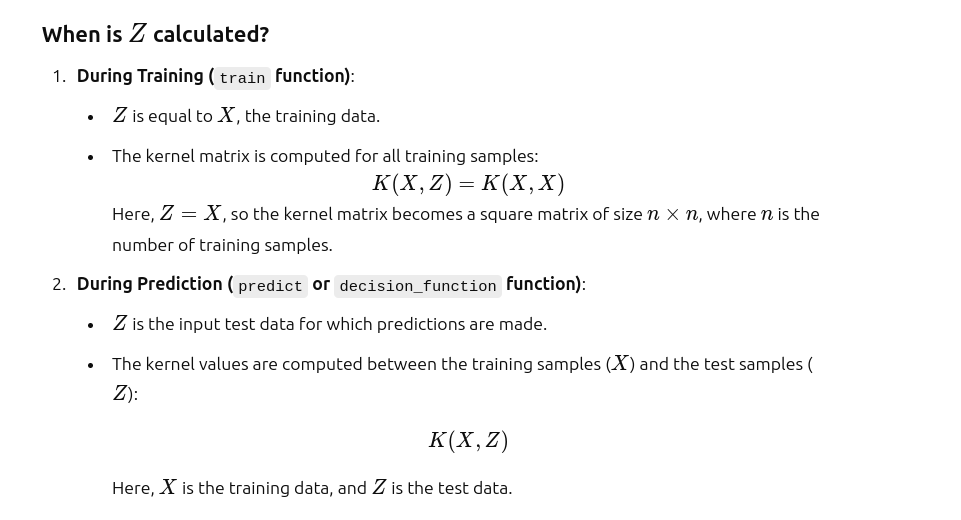 When is Z calculated?
1. During Training (train function):
• Z is equal to X, the training data.
• The kernel matrix is computed for all training samples:
K(X, Z) = K(X, X)
Here, Z = X, so the kernel matrix becomes a square matrix of size n × n, where n is the
number of training samples.
2. During Prediction (predict or decision_function function):
• Z is the input test data for which predictions are made.
• The kernel values are computed between the training samples (X) and the test samples (
Z):
K(X, Z)
Here, X is the training data, and Z is the test data.